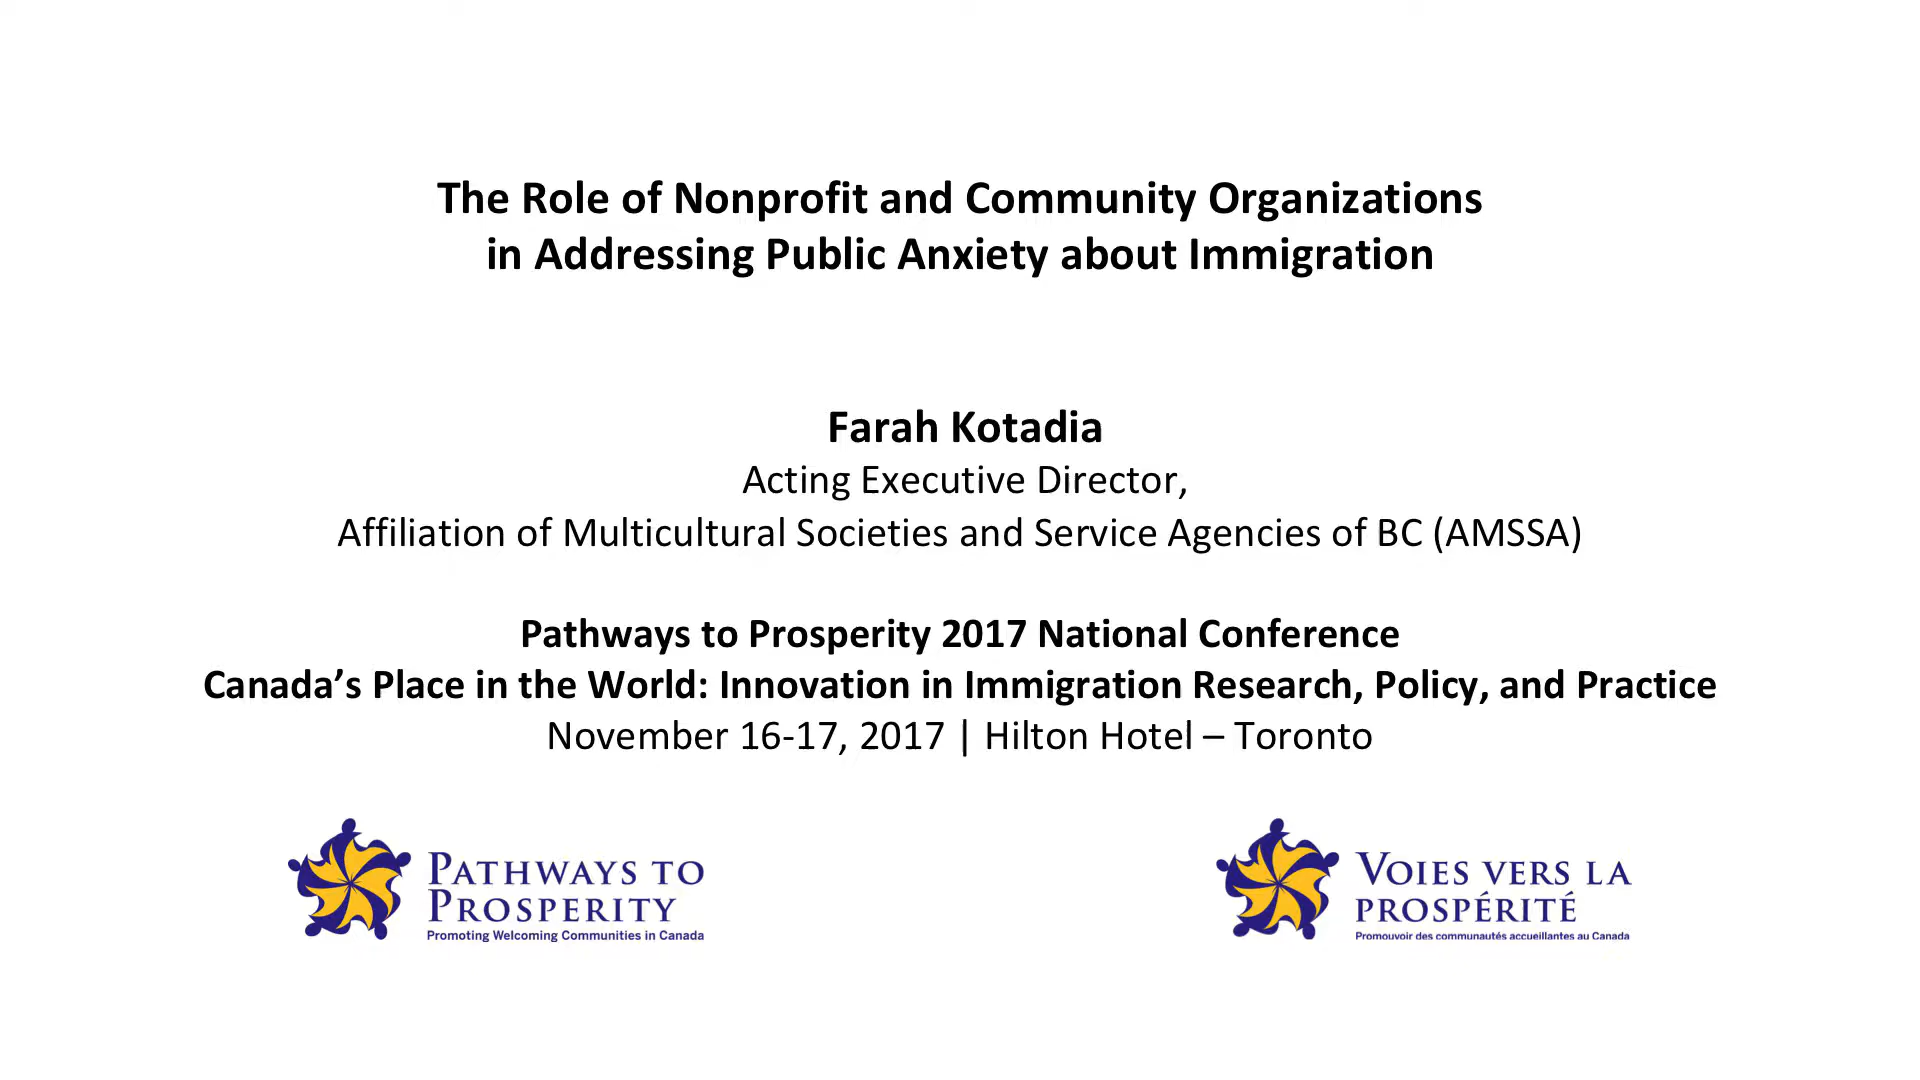 The Role of Nonprofit and Community Organizations
in Addressing Public Anxiety about Immigration
Farah Kotadia
Acting Executive Director,
Affiliation of Multicultural Societies and Service Agencies of BC (AMSSA)
Pathways to Prosperity 2017 National Conference
Canada’s Place in the World: Innovation in Immigration Research, Policy, and Practice
November 16-17, 2017 | Hilton Hotel – Toronto
PATHWAYS TO
PROSPERITY
Promoting Welcoming Communities in Canada
VOIES VERS LA
PROSPÉRITÉ
Promouvoir des communautés accueillantes au Canada